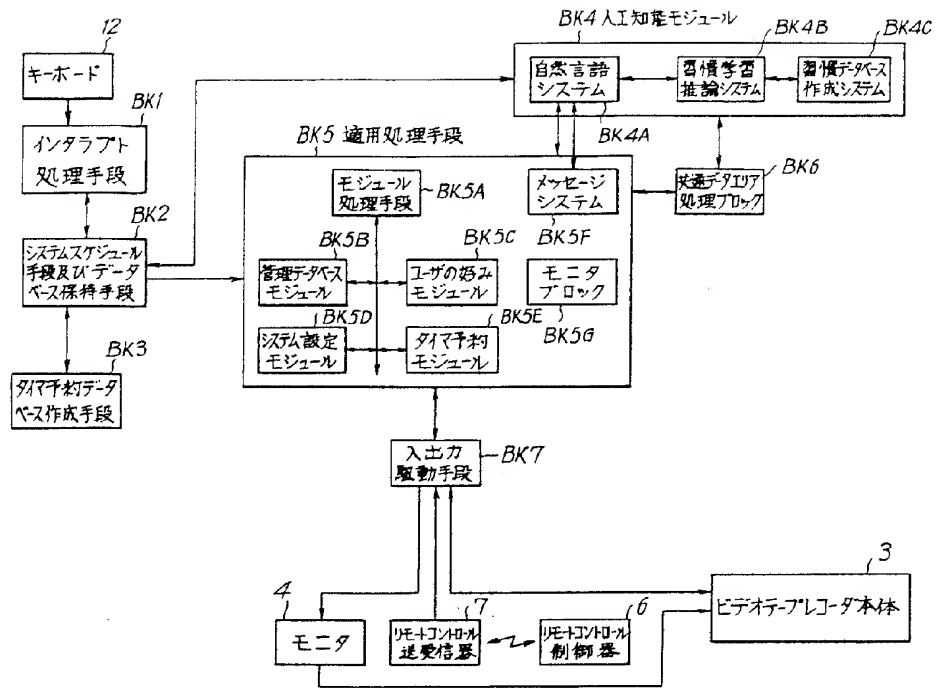 12
キーボード
BK1
インタラプト
処理手段
BK2
システムスケジュール
手段及びデータ
ベース保持手段
BK3
タイマ予約データ
ベース作成手段
BK4 人工知能モジュール
BK4B
BK4C
自然言語
システム
習慣学習
推論システム
習慣データベース
作成システム
BK4A
BK5 適用処理手段
モジュール
処理手段
BK5A
メッセージ
システム
BK5F
共通データエリア
処理ブロック
BK6
BK5B
BK5C
管理データベース
モジュール
ユーザの好み
モジュール
モニタ
ブロック
BK5G
BK5D
BK5E
システム設定
モジュール
タイマ予約
モジュール
入出力
駆動手段
BK7
4
モニタ
7
リモートコントロール
送受信器
6
リモートコントロール
制御器
3
ビデオテープレコーダ本体